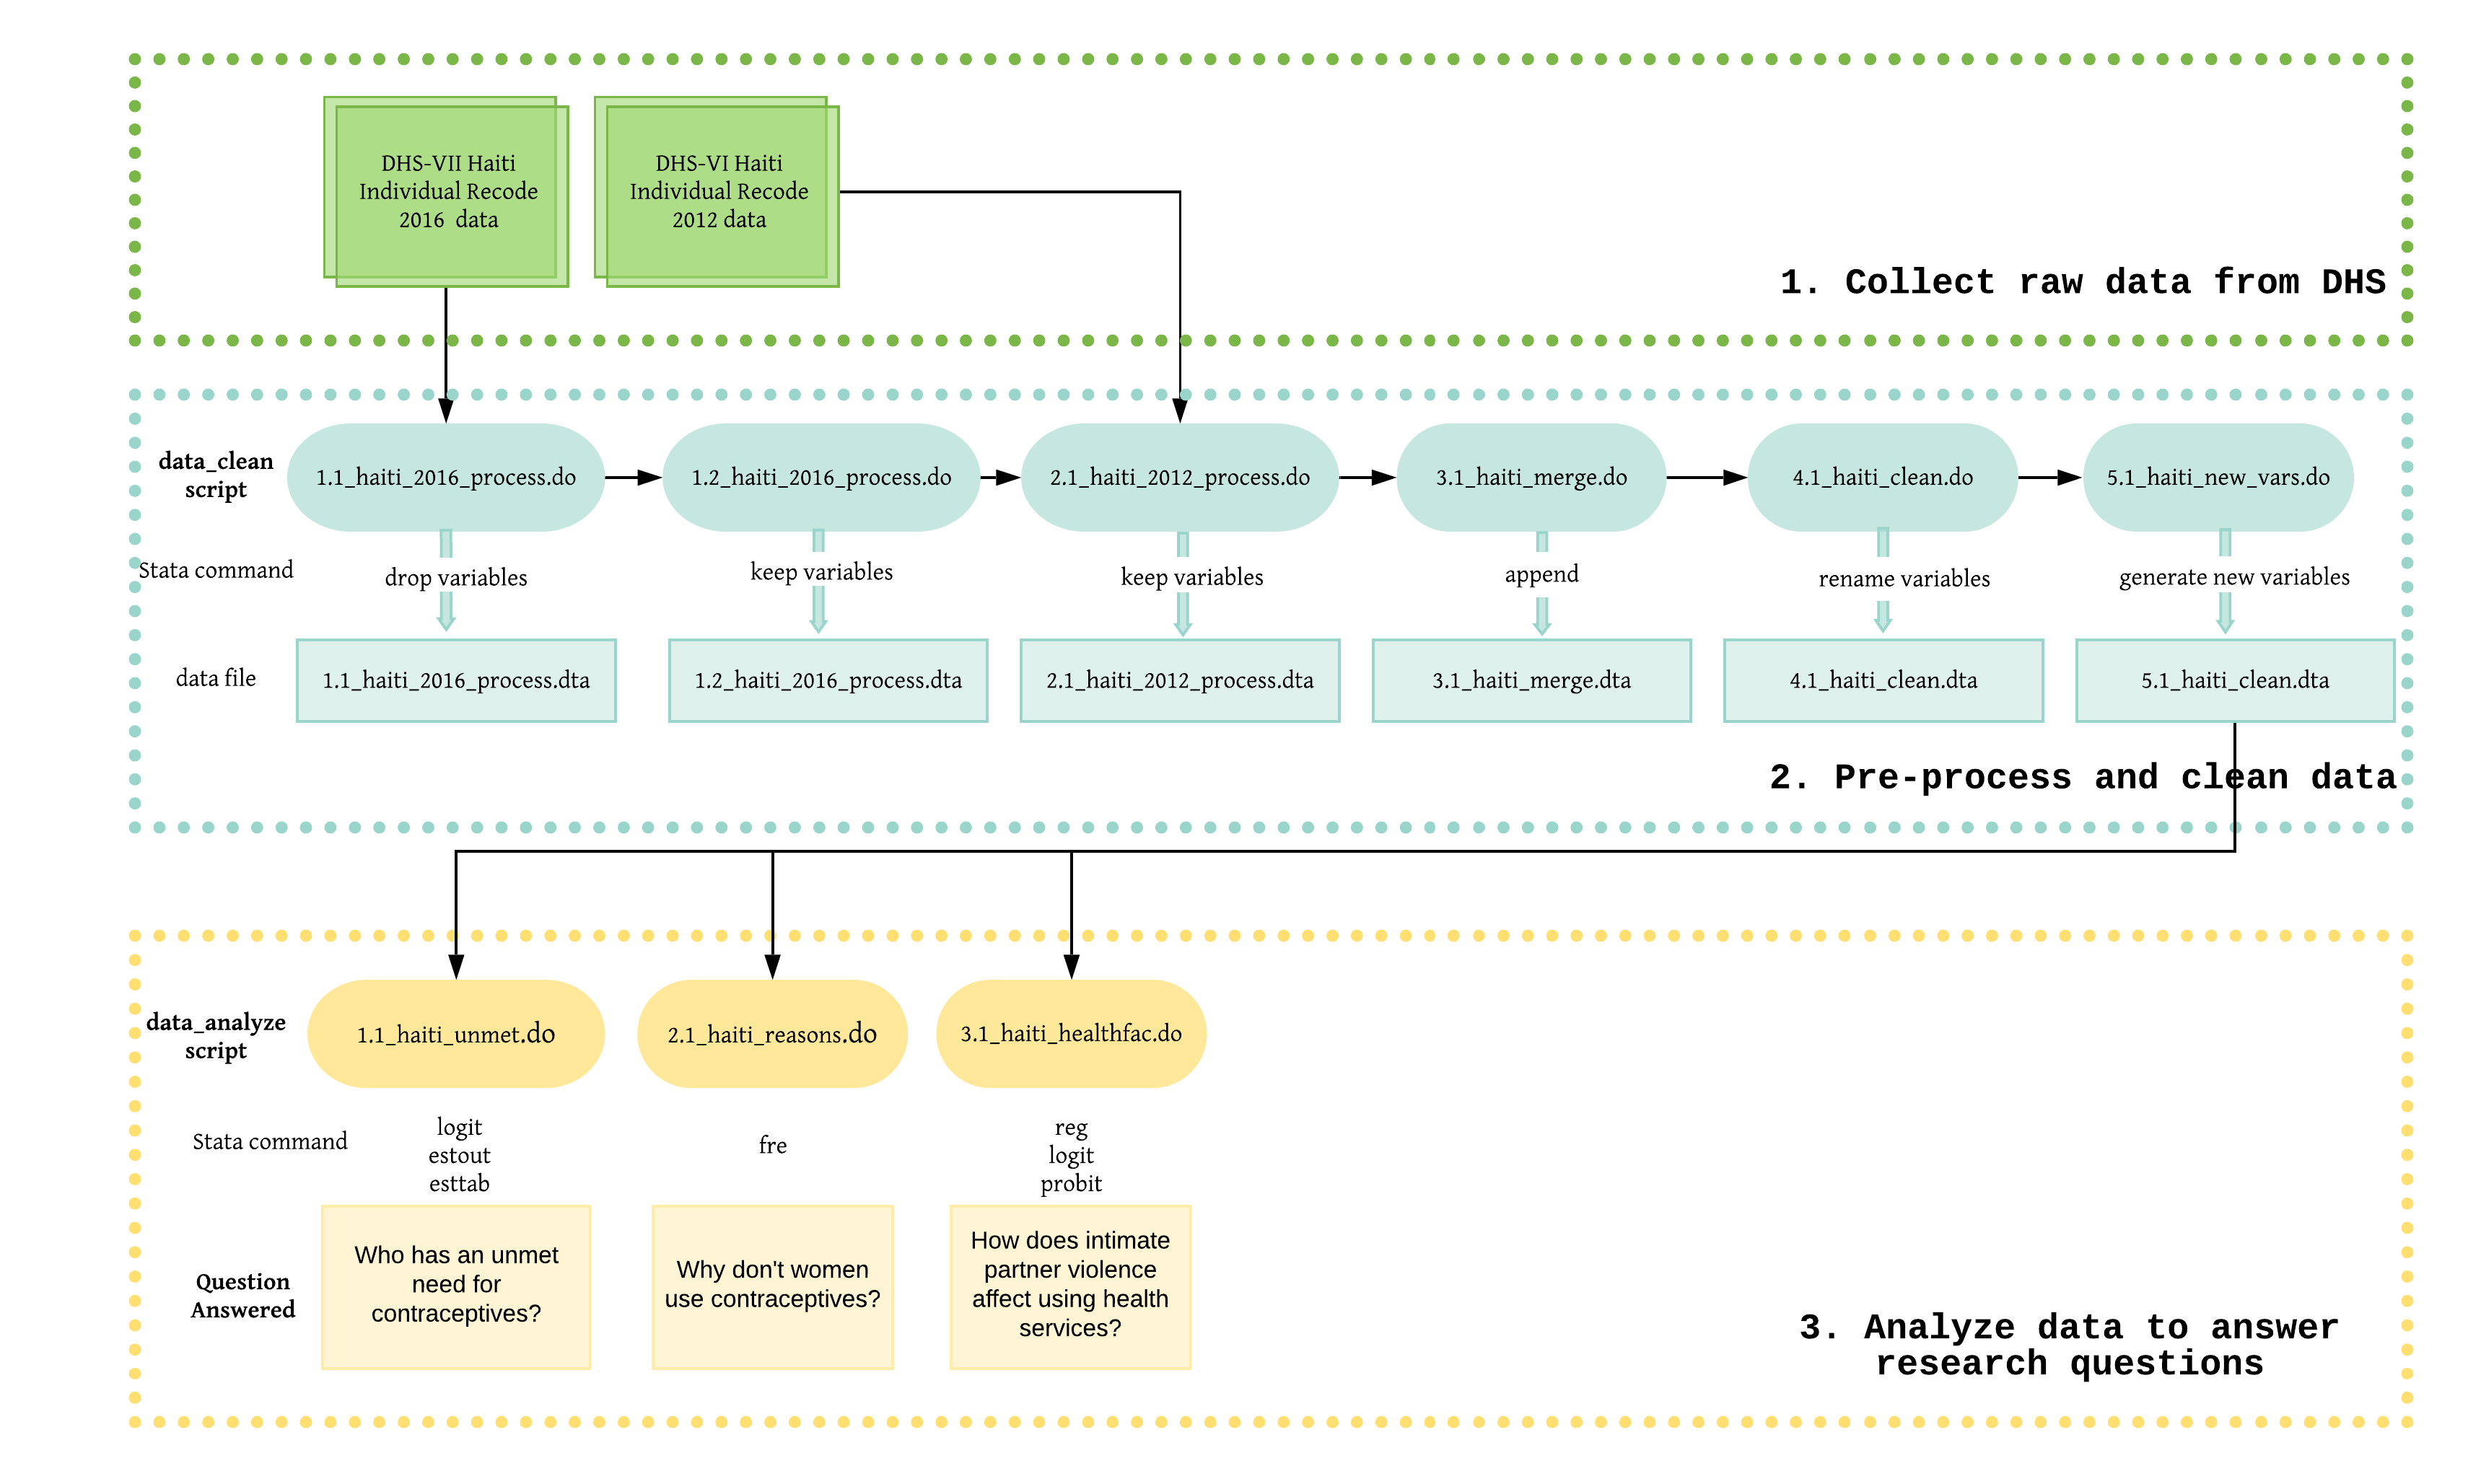 DHS-VII Haiti
Individual Recode
2016  data
DHS-VI Haiti
Individual Recode
2012 data
1. Collect raw data from DHS
data_clean
script
1.1_haiti_2016_process.do
1.2_haiti_2016_process.do
2.1_haiti_2012_process.do
3.1_haiti_merge.do
4.1_haiti_clean.do
5.1_haiti_new_vars.do
Stata command
drop variables
keep variables
keep variables
append
rename variables
generate new variables
data file
1.1_haiti_2016_process.dta
1.2_haiti_2016_process.dta
2.1_haiti_2012_process.dta
3.1_haiti_merge.dta
4.1_haiti_clean.dta
5.1_haiti_clean.dta
2. Pre-process and clean data
data_analyze
script
1.1_haiti_unmet.do
2.1_haiti_reasons.do
3.1_haiti_healthfac.do
Stata command
logit
estout
esttab
fre
reg
logit
probit
Question
Answered
Who has an unmet
need for
contraceptives?
Why don't women
use contraceptives?
How does intimate
partner violence
affect using health
services?
3. Analyze data to answer
research questions